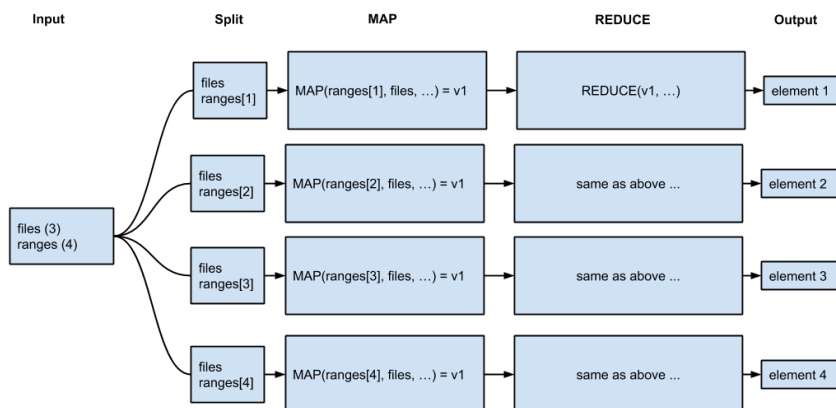 Input
Split
MAP
REDUCE
Output
files
ranges[1]
MAP(ranges[1], files, …) = v1
REDUCE(v1, …)
element 1
files
ranges[2]
MAP(ranges[2], files, …) = v1
same as above ...
element 2
files (3)
ranges (4)
files
ranges[3]
MAP(ranges[3], files, …) = v1
same as above ...
element 3
files
ranges[4]
MAP(ranges[4], files, …) = v1
same as above ...
element 4